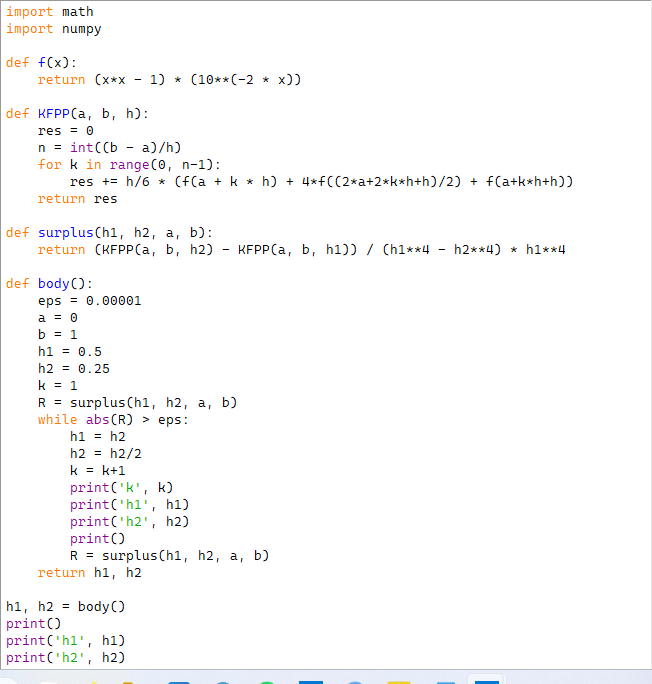 import math
import numpy

def f(x):
    return (x*x - 1) * (10**(-2 * x))

def KFPP(a, b, h):
    res = 0
    n = int((b - a)/h)
    for k in range(0, n-1):
        res += h/6 * (f(a + k * h) + 4*f((2*a+2*k*h+h)/2) + f(a+k*h+h))
    return res

def surplus(h1, h2, a, b):
    return (KFPP(a, b, h2) - KFPP(a, b, h1)) / (h1**4 - h2**4) * h1**4

def body():
    eps = 0.00001
    a = 0
    b = 1
    h1 = 0.5
    h2 = 0.25
    k = 1
    R = surplus(h1, h2, a, b)
    while abs(R) > eps:
        h1 = h2
        h2 = h2/2
        k = k+1
        print('k', k)
        print('h1', h1)
        print('h2', h2)
        print()
        R = surplus(h1, h2, a, b)
    return h1, h2

h1, h2 = body()
print()
print('h1', h1)
print('h2', h2)